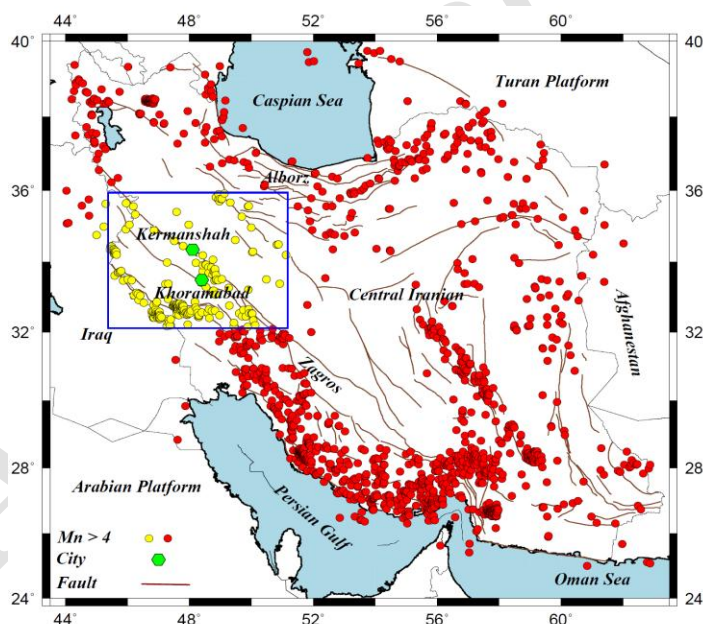 44 48 52 56 60
40 40
Turan Platform
Caspian Sea
Alborz
36˚ 36˚
Kermanshah
Khoramabad
Central Iranian
Afghanestan
32 32
Iraq
Zagros
28˚ 28˚
Arabian Platform
Persian Gulf
Mn > 4
City
Fault
Oman Sea
24˚ 24˚
44˚ 48˚ 52˚ 56˚ 60˚